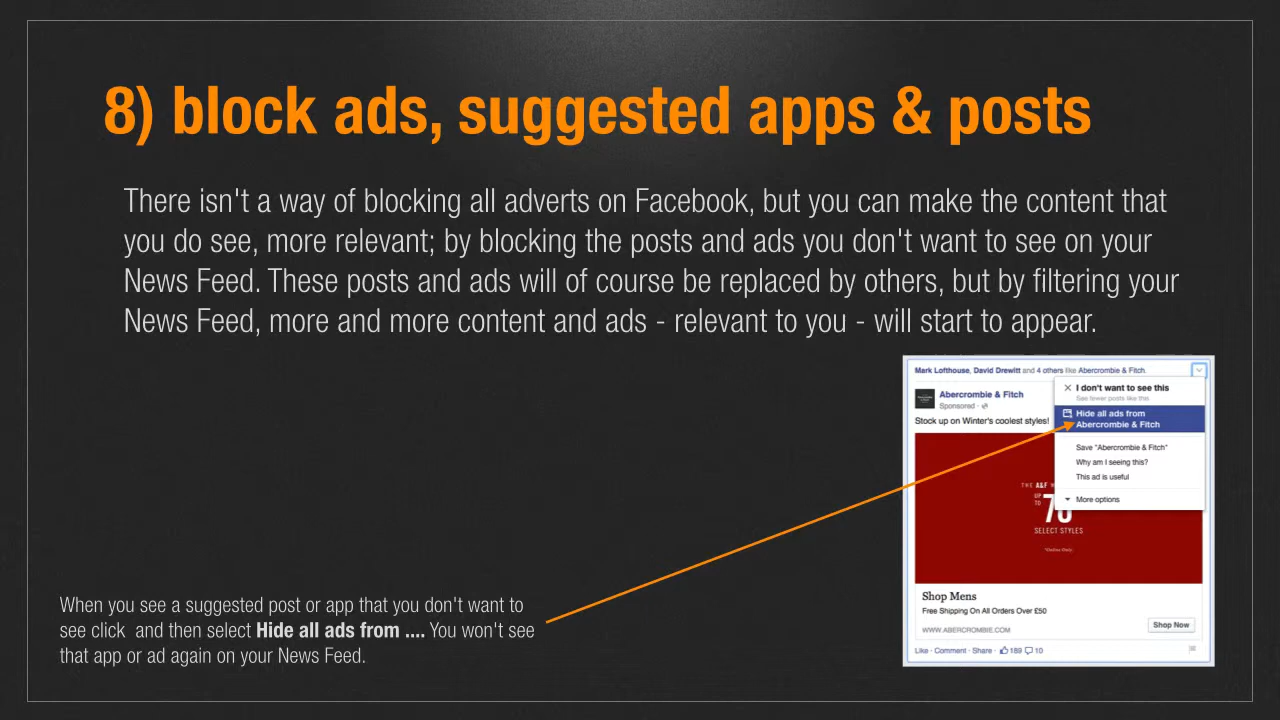 8) block ads, suggested apps & posts
There isn't a way of blocking all adverts on Facebook, but you can make the content that
you do see, more relevant; by blocking the posts and ads you don't want to see on your
News Feed. These posts and ads will of course be replaced by others, but by filtering your
News Feed, more and more content and ads - relevant to you - will start to appear.
Mark Lofthouse, David Drewitt and 4 others like Abercrombie & Fitch.
I don't want to see this
See fewer posts like this
Hide all ads from
Abercrombie & Fitch
Save "Abercrombie & Fitch"
Why am I seeing this?
This ad is useful
More options
Abercrombie & Fitch
Sponsored ·
Stock up on Winter's coolest styles!
THE A&F W
UP
TO
70
SELECT STYLES
*Online Only.
Shop Mens
Free Shipping On All Orders Over £50
WWW.ABERCROMBIE.COM
Shop Now
Like · Comment · Share · 189 10
When you see a suggested post or app that you don't want to
see click and then select Hide all ads from .... You won't see
that app or ad again on your News Feed.